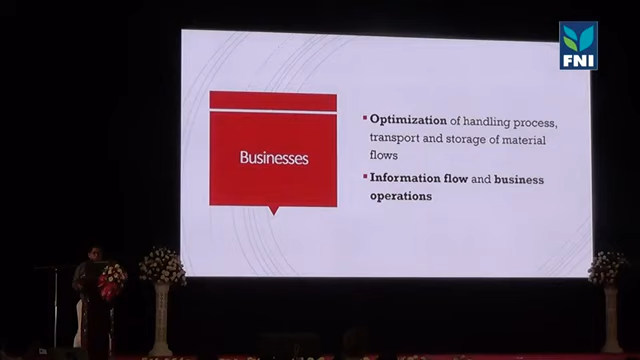 FNI
Businesses
▪ Optimization of handling process,
transport and storage of material
flows
▪ Information flow and business
operations